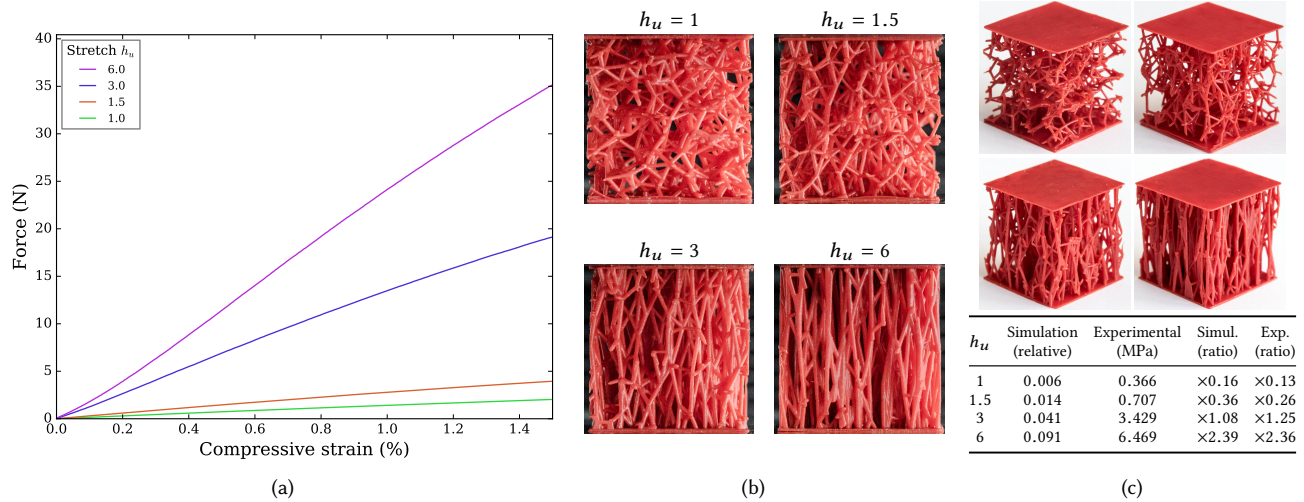 Stretch h_u
6.0
3.0
1.5
1.0
40
35
30
25
20
15
10
5
0
Force (N)
0.0 0.2 0.4 0.6 0.8 1.0 1.2 1.4
Compressive strain (%)
(a)
h_u = 1 h_u = 1.5
h_u = 3 h_u = 6
(b)
h_u Simulation (relative) Experimental (MPa) Simul. (ratio) Exp. (ratio)
1 0.006 0.366 ×0.16 ×0.13
1.5 0.014 0.707 ×0.36 ×0.26
3 0.041 3.429 ×1.08 ×1.25
6 0.091 6.469 ×2.39 ×2.36
(c)